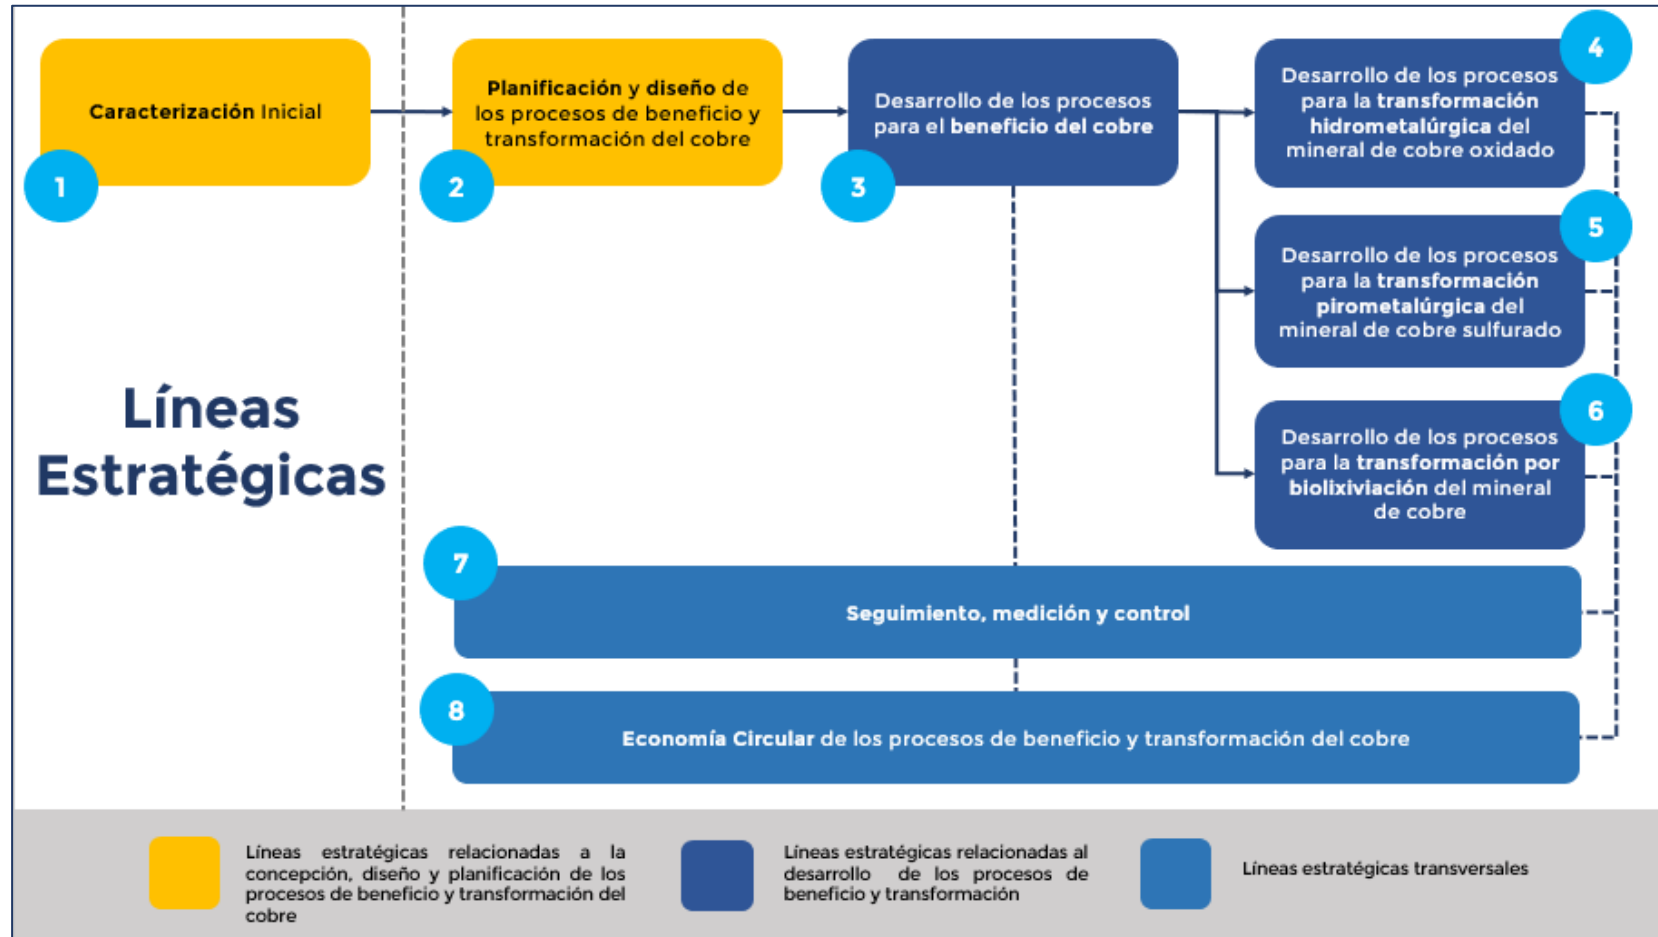 Caracterización Inicial
1
Planificación y diseño de
los procesos de beneficio y
transformación del cobre
2
Desarrollo de los procesos
para el beneficio del cobre
3
4
Desarrollo de los procesos
para la transformación
hidrometalúrgica del
mineral de cobre oxidado
5
Desarrollo de los procesos
para la transformación
pirometalúrgica del
mineral de cobre sulfurado
6
Desarrollo de los procesos
para la transformación por
biolixiviación del mineral
de cobre
Líneas
Estratégicas
7
Seguimiento, medición y control
8
Economía Circular de los procesos de beneficio y transformación del cobre
Líneas estratégicas relacionadas a la
concepción, diseño y planificación de los
procesos de beneficio y transformación del
cobre
Líneas estratégicas relacionadas al
desarrollo de los procesos de
beneficio y transformación
Líneas estratégicas transversales